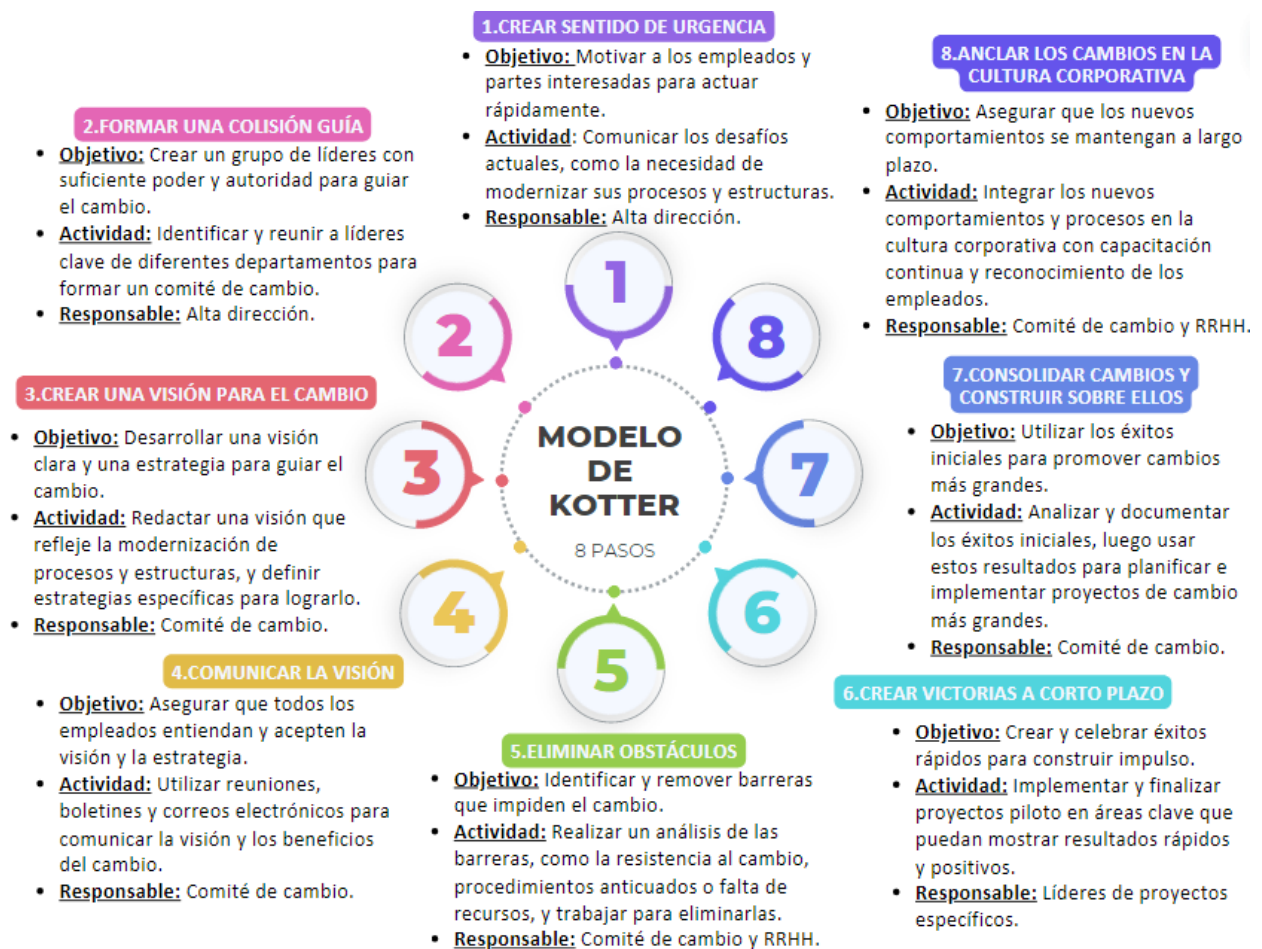 1.CREAR SENTIDO DE URGENCIA
• Objetivo: Motivar a los empleados y
partes interesadas para actuar
rápidamente.
• Actividad: Comunicar los desafíos
actuales, como la necesidad de
modernizar sus procesos y estructuras.
• Responsable: Alta dirección.
2.FORMAR UNA COLISIÓN GUÍA
• Objetivo: Crear un grupo de líderes con
suficiente poder y autoridad para guiar
el cambio.
• Actividad: Identificar y reunir a líderes
clave de diferentes departamentos para
formar un comité de cambio.
• Responsable: Alta dirección.
3.CREAR UNA VISIÓN PARA EL CAMBIO
• Objetivo: Desarrollar una visión
clara y una estrategia para guiar el
cambio.
• Actividad: Redactar una visión que
refleje la modernización de
procesos y estructuras, y definir
estrategias específicas para lograrlo.
• Responsable: Comité de cambio.
4.COMUNICAR LA VISIÓN
• Objetivo: Asegurar que todos los
empleados entiendan y acepten la
visión y la estrategia.
• Actividad: Utilizar reuniones,
boletines y correos electrónicos para
comunicar la visión y los beneficios
del cambio.
• Responsable: Comité de cambio.
5.ELIMINAR OBSTÁCULOS
• Objetivo: Identificar y remover barreras
que impiden el cambio.
• Actividad: Realizar un análisis de las
barreras, como la resistencia al cambio,
procedimientos anticuados o falta de
recursos, y trabajar para eliminarlas.
• Responsable: Comité de cambio y RRHH.
6.CREAR VICTORIAS A CORTO PLAZO
• Objetivo: Crear y celebrar éxitos
rápidos para construir impulso.
• Actividad: Implementar y finalizar
proyectos piloto en áreas clave que
puedan mostrar resultados rápidos
y positivos.
• Responsable: Líderes de proyectos
específicos.
7.CONSOLIDAR CAMBIOS Y
CONSTRUIR SOBRE ELLOS
• Objetivo: Utilizar los éxitos
iniciales para promover cambios
más grandes.
• Actividad: Analizar y documentar
los éxitos iniciales, luego usar
estos resultados para planificar e
implementar proyectos de cambio
más grandes.
• Responsable: Comité de cambio.
8.ANCLAR LOS CAMBIOS EN LA
CULTURA CORPORATIVA
• Objetivo: Asegurar que los nuevos
comportamientos se mantengan a largo
plazo.
• Actividad: Integrar los nuevos
comportamientos y procesos en la
cultura corporativa con capacitación
continua y reconocimiento de los
empleados.
• Responsable: Comité de cambio y RRHH.
1
2
3
4
5
6
7
8
MODELO
DE
KOTTER
8 PASOS